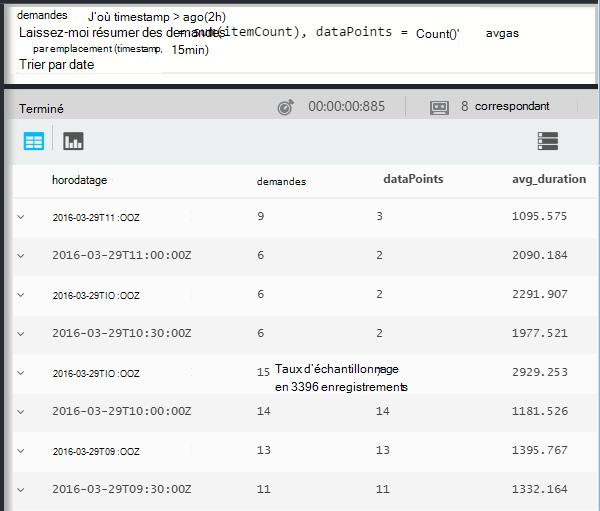 demandes J'où timestamp > ago(2h)
Laissez-moi résumer des demandes = sum(itemCount), dataPoints = Count()' avgas
par emplacement (timestamp, 15min)
Trier par date
Terminé 00:00:00:885 8 correspondant
horodatage demandes dataPoints avg_duration
2016-03-29T11 :OOZ 9 3 1095.575
2016-03-29T11:00:00Z 6 2 2090.184
2016-03-29TIO :OOZ 6 2 2291.907
2016-03-29T10:30:00Z 6 2 1977.521
2016-03-29TIO :OOZ 15 Taux d'échantillonnage 2929.253
en 3396 enregistrements
2016-03-29T10:00:00Z 14 14 1181.526
2016-03-29T09 :OOZ 13 13 1395.767
2016-03-29T09:30:00Z 11 11 1332.164